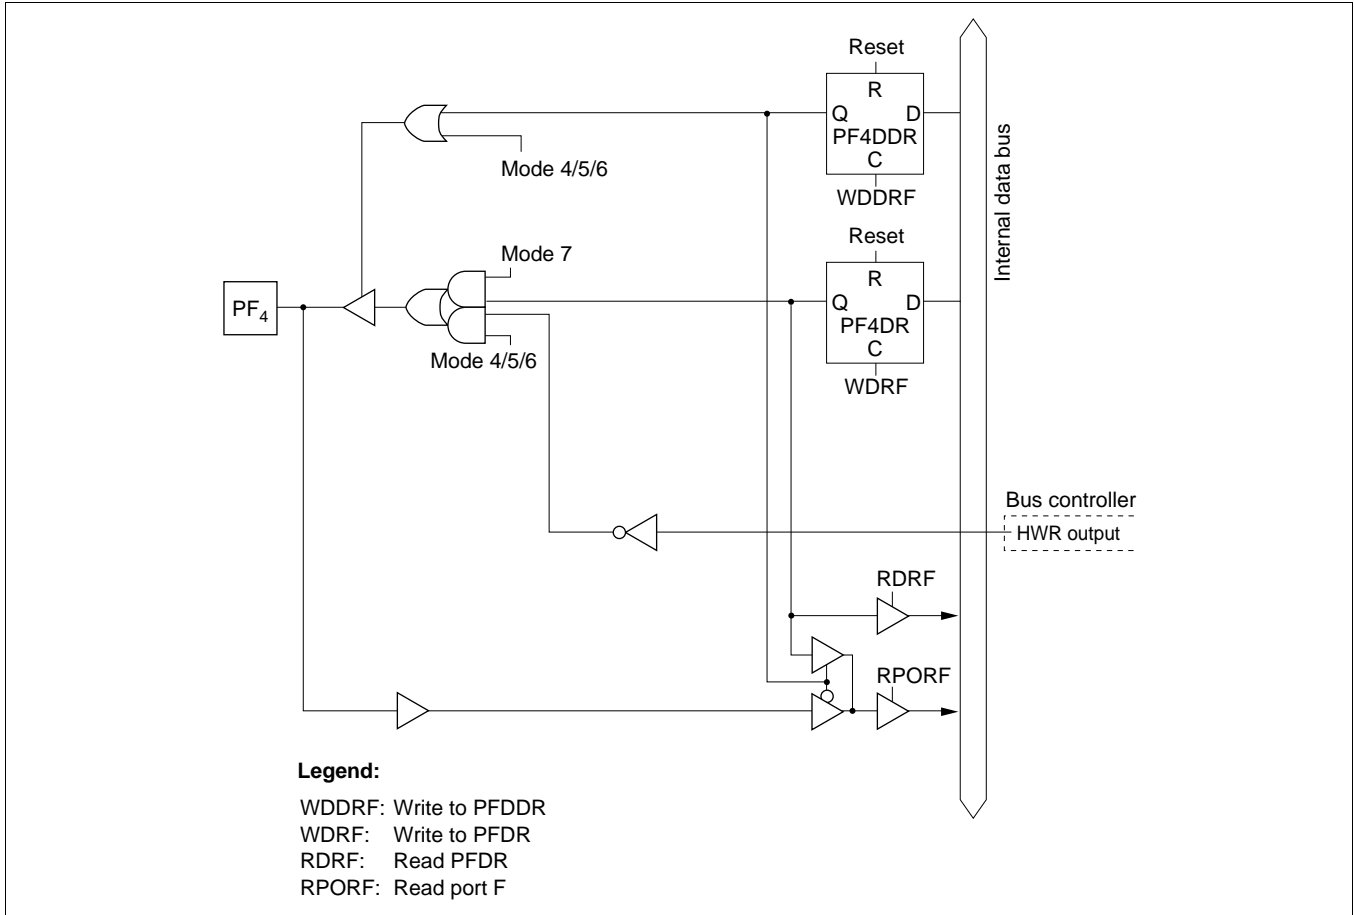 Reset
R
Q D
PF4DDR
C
WDDRF
Mode 4/5/6
Internal data bus
Reset
R
Q D
PF4DR
C
WDRF
Mode 7
PF4
Mode 4/5/6
Bus controller
HWR output
RDRF
RPORF
Legend:
WDDRF: Write to PFDDR
WDRF: Write to PFDR
RDRF: Read PFDR
RPORF: Read port F